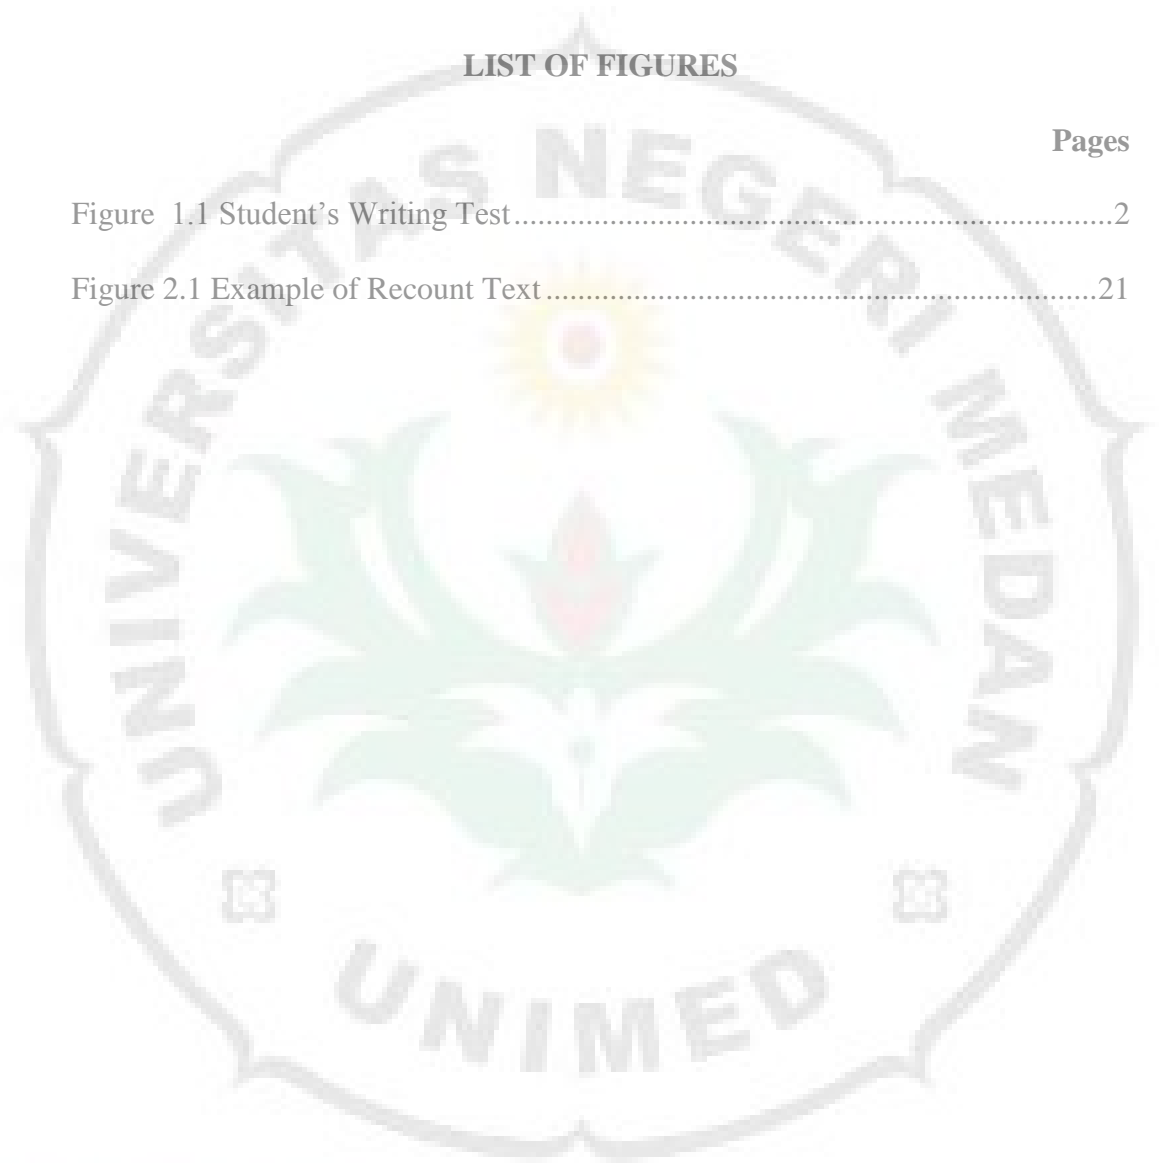 LIST OF FIGURES
Pages
Figure  1.1 Student’s Writing Test...........................................................................................2
Figure 2.1 Example of Recount Text.....................................................................................21
UNIVERSITAS NEGERI MEDAN
UNIMED